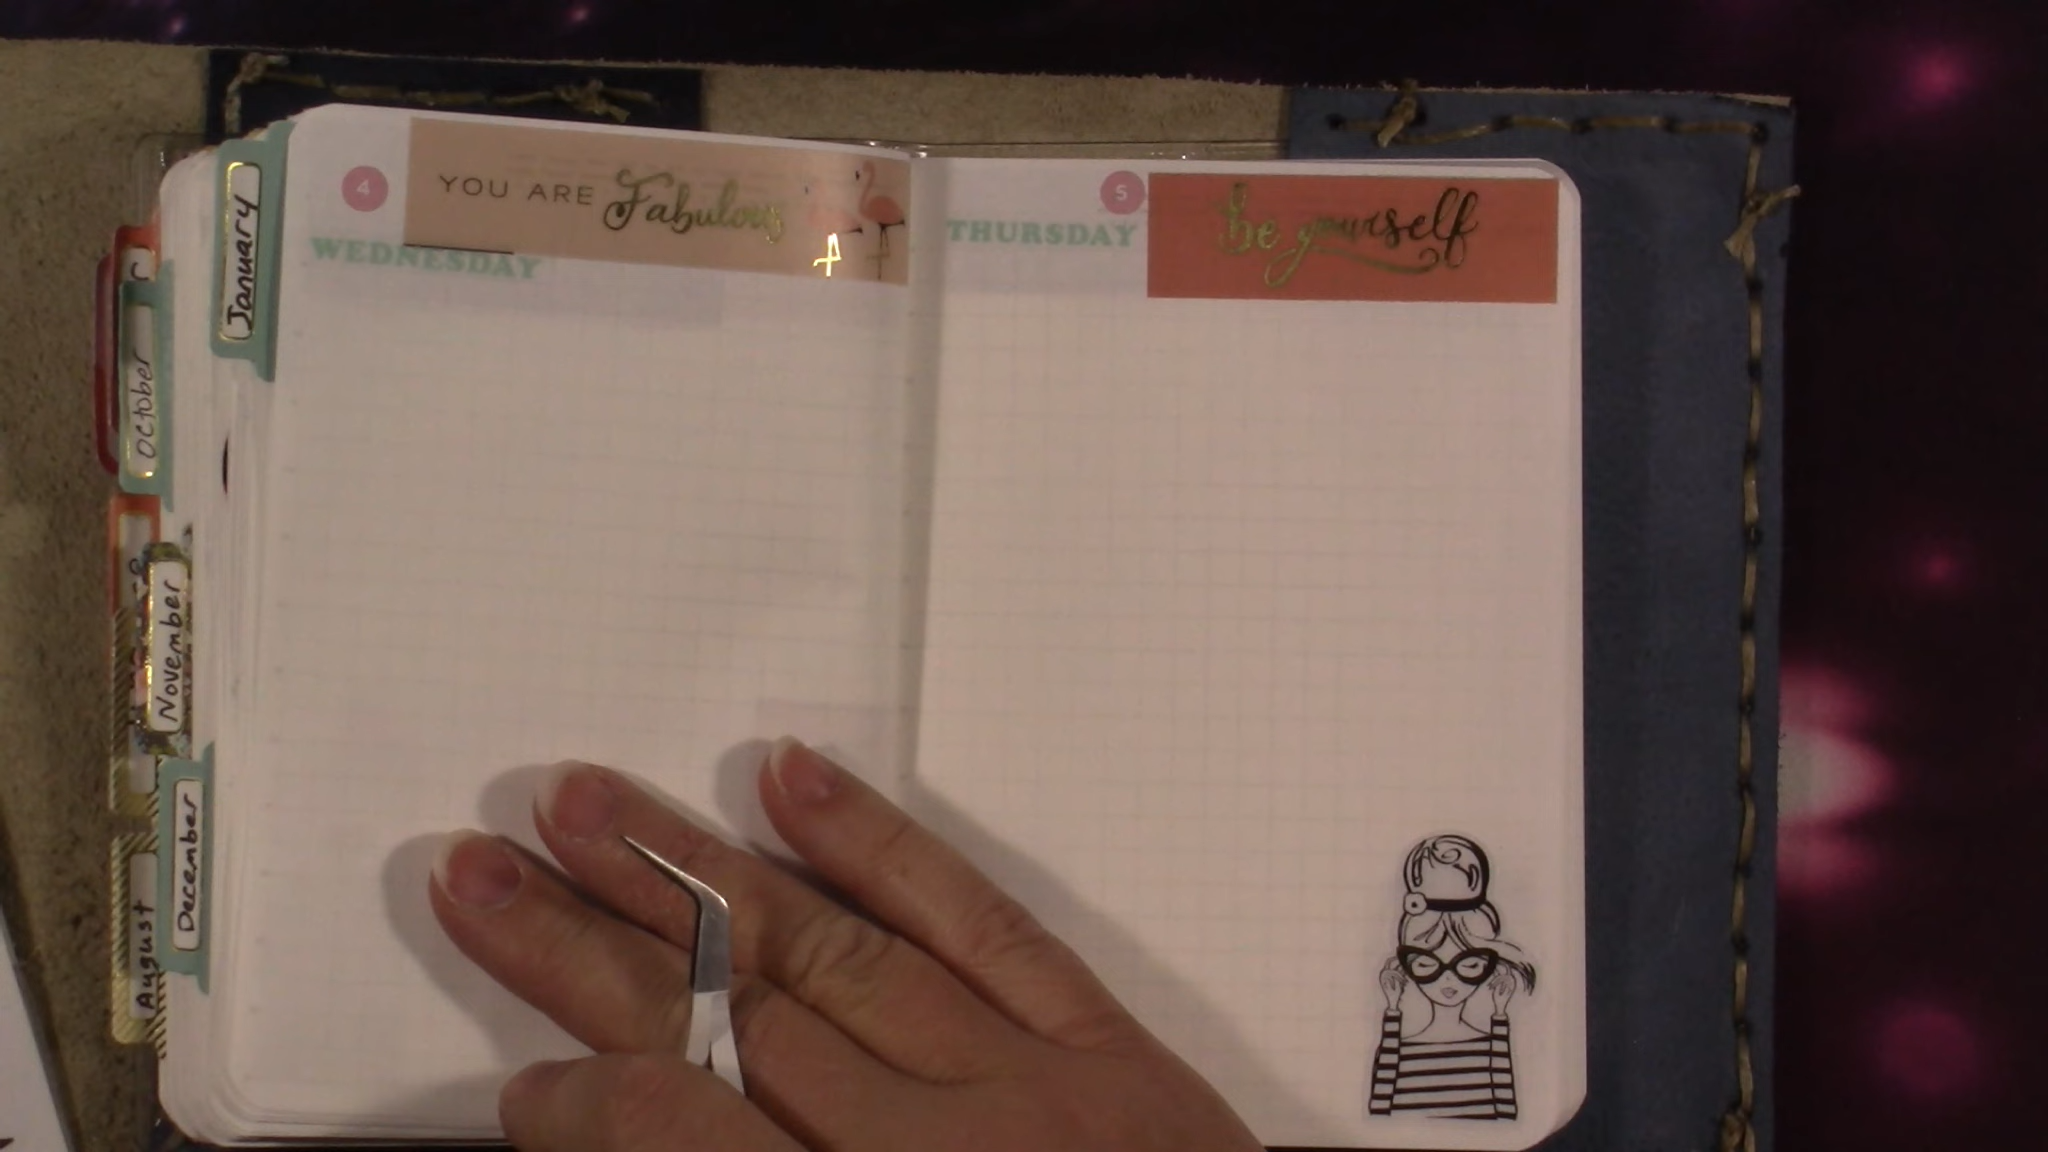 4
YOU ARE Fabulous
WEDNESDAY
5
be yourself
THURSDAY
January
r
October
November
December
August